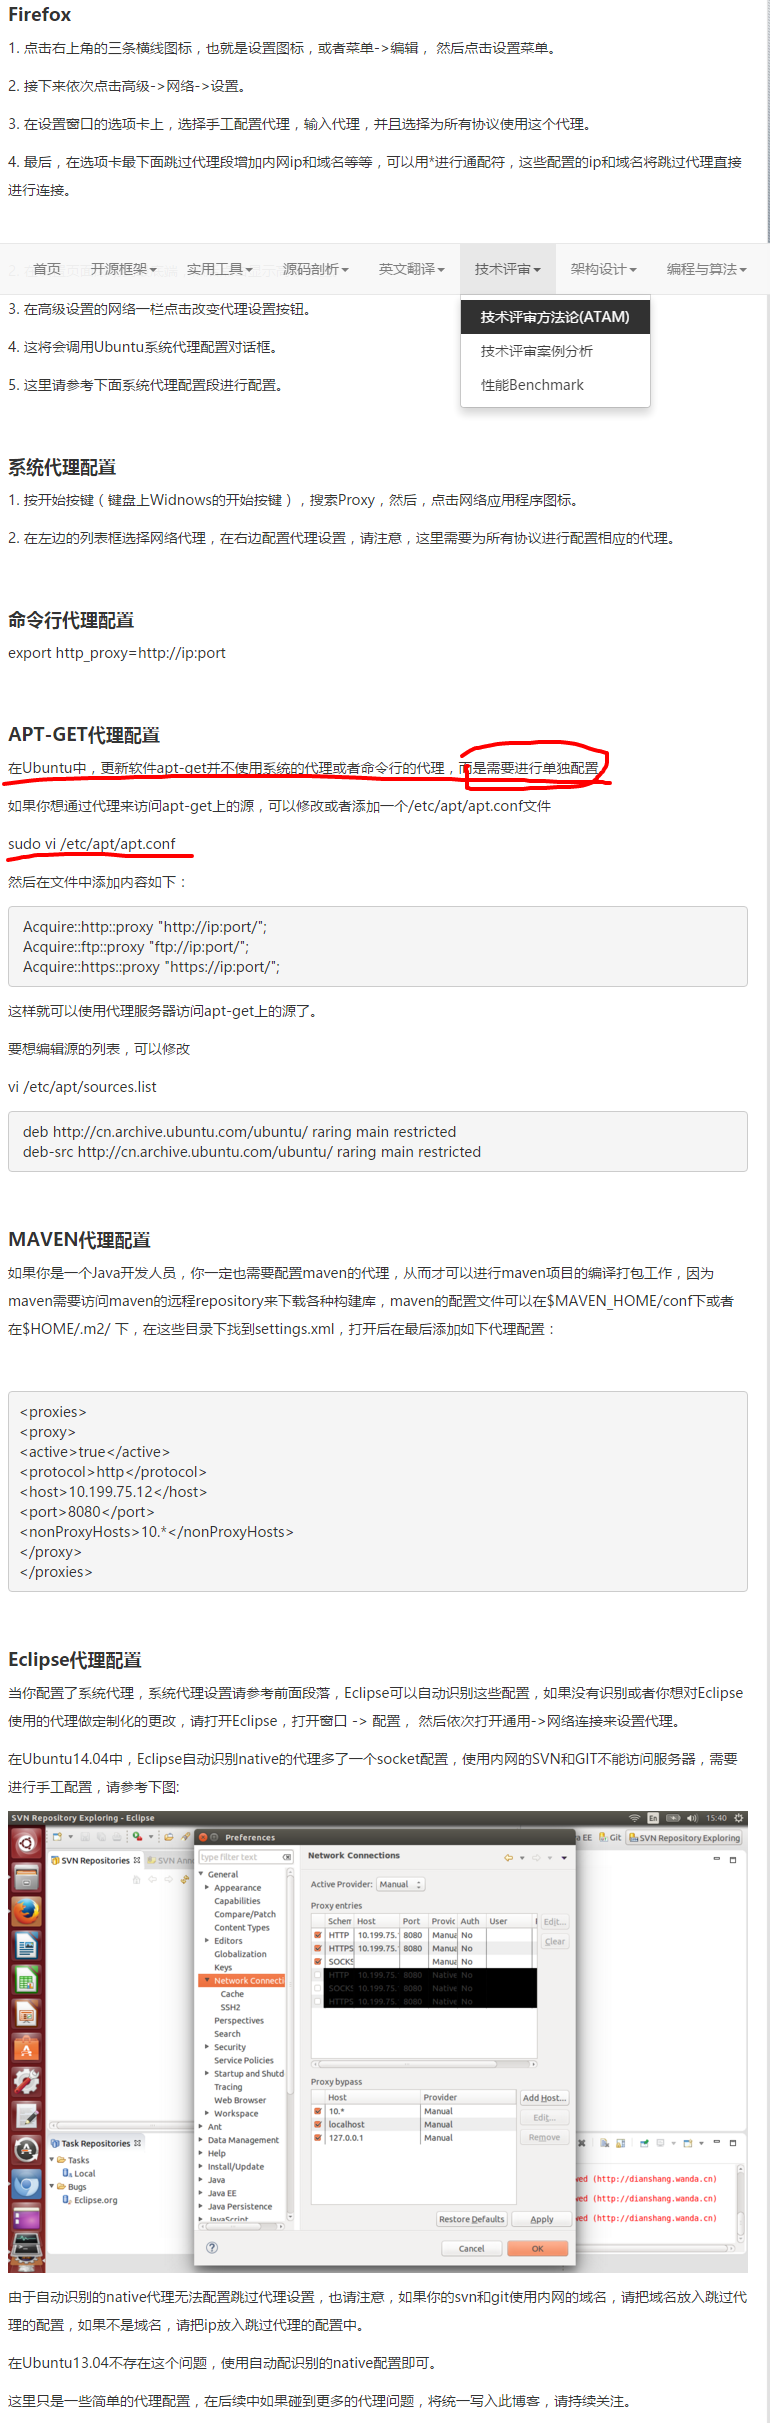 Firefox
1. 点击右上角的三条横线图标，也就是设置图标，或者菜单->编辑， 然后点击设置菜单。
2. 接下来依次点击高级->网络->设置。
3. 在设置窗口的选项卡上，选择手工配置代理，输入代理，并且选择为所有协议使用这个代理。
4. 最后，在选项卡最下面跳过代理段增加内网ip和域名等等，可以用*进行通配符，这些配置的ip和域名将跳过代理直接
进行连接。
首页 开源框架 实用工具 源码剖析 英文翻译 技术评审 架构设计 编程与算法
技术评审方法论(ATAM)
技术评审案例分析
性能Benchmark
3. 在高级设置的网络一栏点击改变代理设置按钮。
4. 这将会调用Ubuntu系统代理配置对话框。
5. 这里请参考下面系统代理配置段进行配置。
系统代理配置
1. 按开始按键（键盘上Widnows的开始按键），搜索Proxy，然后，点击网络应用程序图标。
2. 在左边的列表框选择网络代理，在右边配置代理设置，请注意，这里需要为所有协议进行配置相应的代理。
命令行代理配置
export http_proxy=http://ip:port
APT-GET代理配置
在Ubuntu中，更新软件apt-get并不使用系统的代理或者命令行的代理，而是需要进行单独配置
如果你想通过代理来访问apt-get上的源，可以修改或者添加一个/etc/apt/apt.conf文件
sudo vi /etc/apt/apt.conf
然后在文件中添加内容如下：
Acquire::http::proxy "http://ip:port/";
Acquire::ftp::proxy "ftp://ip:port/";
Acquire::https::proxy "https://ip:port/";
这样就可以使用代理服务器访问apt-get上的源了。
要想编辑源的列表，可以修改
vi /etc/apt/sources.list
deb http://cn.archive.ubuntu.com/ubuntu/ raring main restricted
deb-src http://cn.archive.ubuntu.com/ubuntu/ raring main restricted
MAVEN代理配置
如果你是一个Java开发人员，你一定也需要配置maven的代理，从而才可以进行maven项目的编译打包工作，因为
maven需要访问maven的远程repository来下载各种构建库，maven的配置文件可以在$MAVEN_HOME/conf下或者
在$HOME/.m2/ 下，在这些目录下找到settings.xml，打开后在最后添加如下代理配置：
<proxies>
<proxy>
<active>true</active>
<protocol>http</protocol>
<host>10.199.75.12</host>
<port>8080</port>
<nonProxyHosts>10.*</nonProxyHosts>
</proxy>
</proxies>
Eclipse代理配置
当你配置了系统代理，系统代理设置请参考前面段落，Eclipse可以自动识别这些配置，如果没有识别或者你想对Eclipse
使用的代理做定制化的更改，请打开Eclipse，打开窗口 -> 配置， 然后依次打开通用->网络连接来设置代理。
在Ubuntu14.04中，Eclipse自动识别native的代理多了一个socket配置，使用内网的SVN和GIT不能访问服务器，需要
进行手工配置，请参考下图:
SVN Repository Exploring - Eclipse En 15:40
Preferences
a EE Git SVN Repository Exploring
SVN Repositories SVN Ann
type filter text
General
Appearance
Capabilities
Compare/Patch
Content Types
Editors
Globalization
Keys
Network Connecti
Cache
SSH2
Perspectives
Search
Security
Service Policies
Startup and Shutd
Tracing
Web Browser
Workspace
Ant
Data Management
Help
Install/Update
Java
Java EE
Java Persistence
JavaScript
Network Connections
Active Provider: Manual
Proxy entries
Schem Host Port Provid Auth User
HTTP 10.199.75. 8080 Manua No
HTTPS 10.199.75. 8080 Manua No
SOCKS Manua No
HTTP 10.199.75. 8080 Native No
SOCKS 10.199.75. 8080 Native No
HTTPS 10.199.75. 8080 Native No
Edit...
Clear
Proxy bypass
Host Provider
10.* Manual
localhost Manual
127.0.0.1 Manual
Add Host...
Edit...
Remove
Restore Defaults Apply
Cancel OK
Task Repositories
Tasks
Local
Bugs
Eclipse.org
wed (http://dianshang.wanda.cn)
wed (http://dianshang.wanda.cn)
wed (http://dianshang.wanda.cn)
由于自动识别的native代理无法配置跳过代理设置，也请注意，如果你的svn和git使用内网的域名，请把域名放入跳过代
理的配置，如果不是域名，请把ip放入跳过代理的配置中。
在Ubuntu13.04不存在这个问题，使用自动配识别的native配置即可。
这里只是一些简单的代理配置，在后续中如果碰到更多的代理问题，将统一写入此博客，请持续关注。